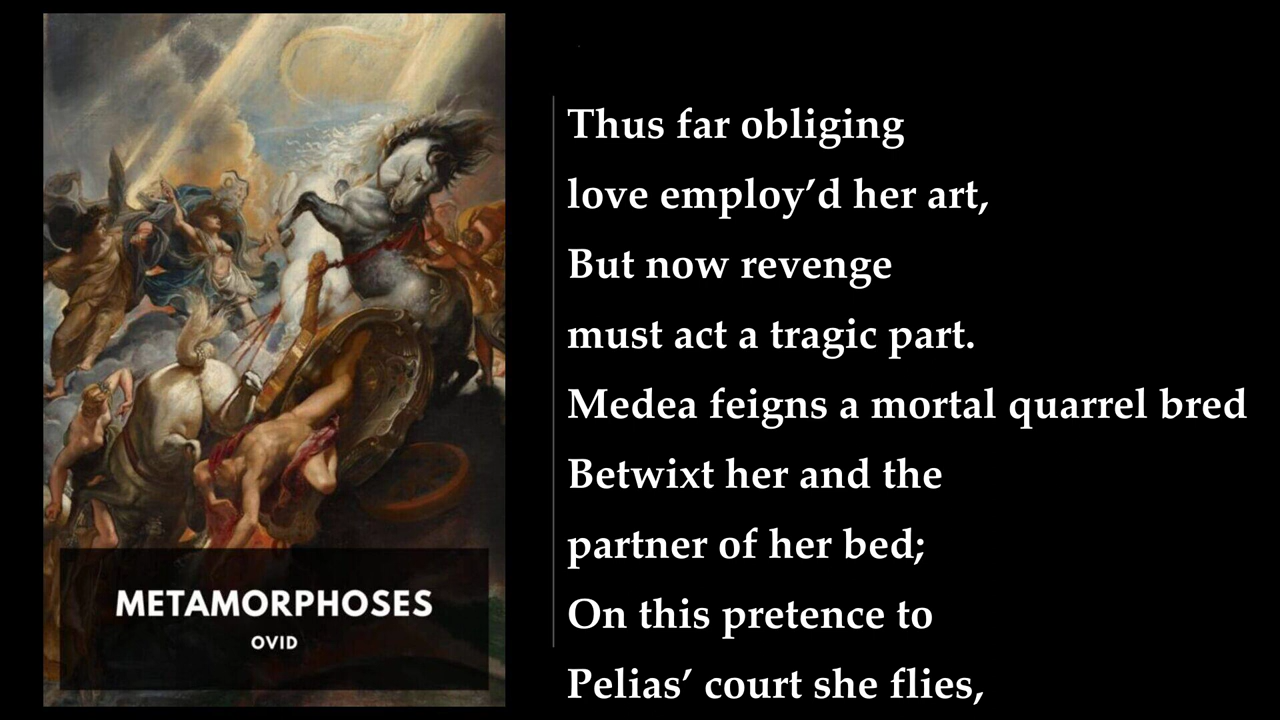 METAMORPHOSES
OVID
Thus far obliging
love employ’d her art,
But now revenge
must act a tragic part.
Medea feigns a mortal quarrel bred
Betwixt her and the
partner of her bed;
On this pretence to
Pelias’ court she flies,